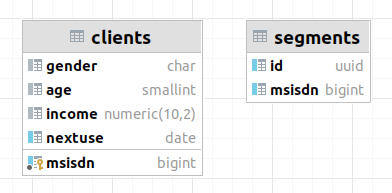 clients
gender char
age smallint
income numeric(10,2)
nextuse date
msisdn bigint
segments
id uuid
msisdn bigint